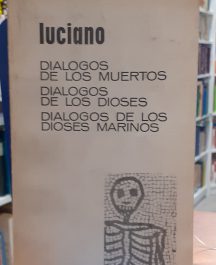 luciano
DIALOGOS
DE LOS MUERTOS
DIALOGOS
DE LOS DIOSES
DIALOGOS DE LOS
DIOSES MARINOS